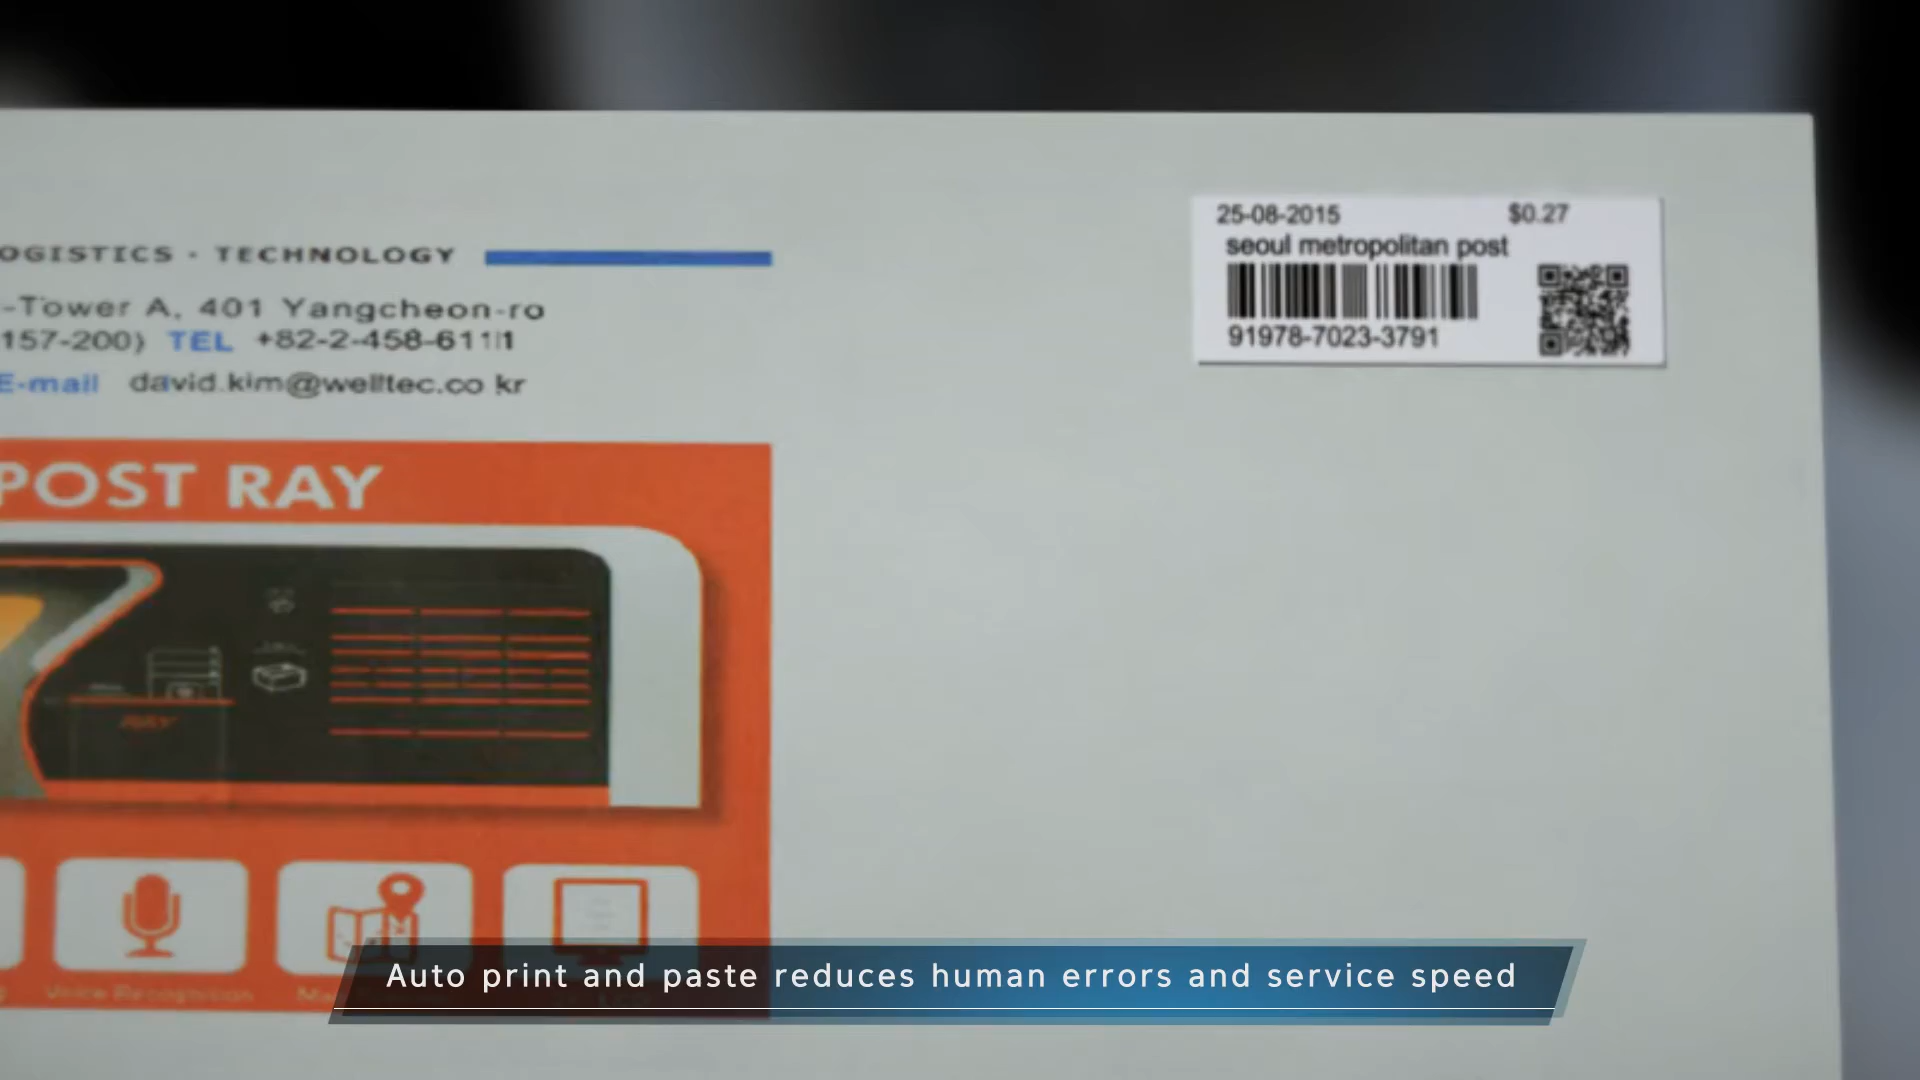 OGISTICS · TECHNOLOGY
-Tower A, 401 Yangcheon-ro
157-200) TEL +82-2-458-6111
E-mail david.kim@welltec.co kr
POST RAY
RAY
Voice Recognition
25-08-2015 $0.27
seoul metropolitan post
91978-7023-3791
Auto print and paste reduces human errors and service speed